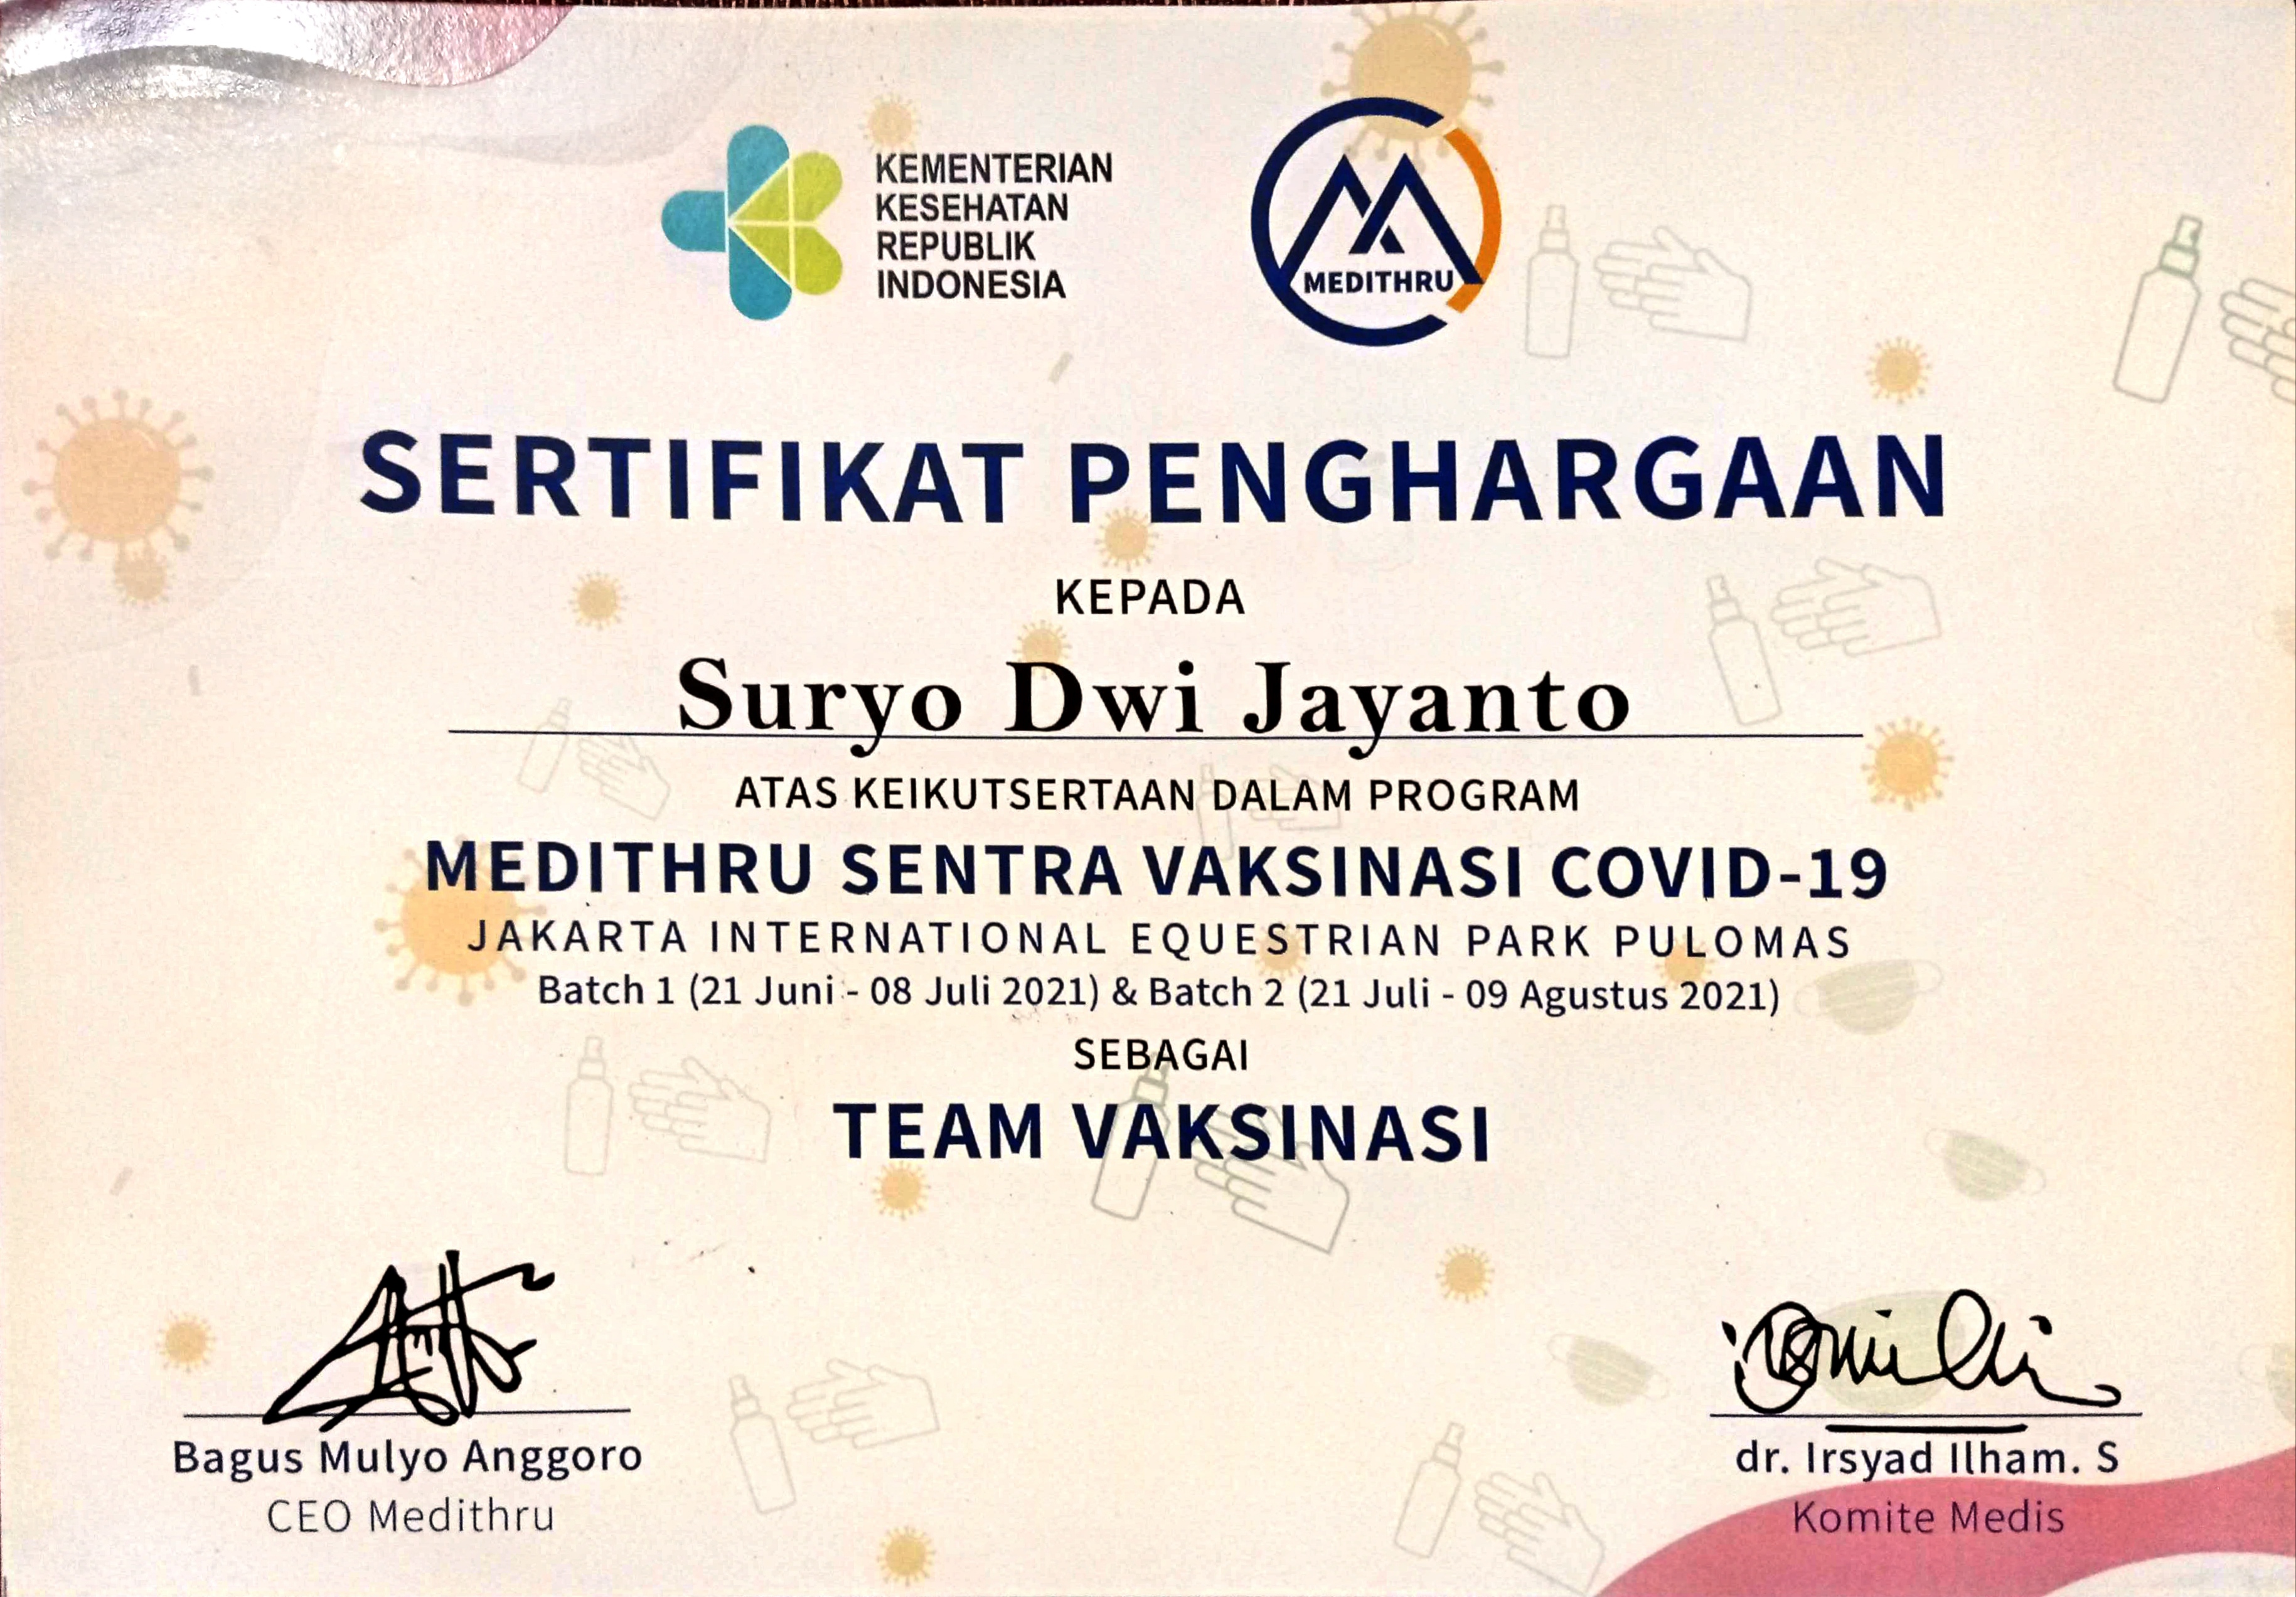 KEMENTERIAN
KESEHATAN
REPUBLIK
INDONESIA
MEDITHRU
SERTIFIKAT PENGHARGAAN
KEPADA
Suryo Dwi Jayanto
ATAS KEIKUTSERTAAN DALAM PROGRAM
MEDITHRU SENTRA VAKSINASI COVID-19
JAKARTA INTERNATIONAL EQUESTRIAN PARK PULOMAS
Batch 1 (21 Juni - 08 Juli 2021) & Batch 2 (21 Juli - 09 Agustus 2021)
SEBAGAI
TEAM VAKSINASI
Bagus Mulyo Anggoro
CEO Medithru
dr. Irsyad Ilham. S
Komite Medis